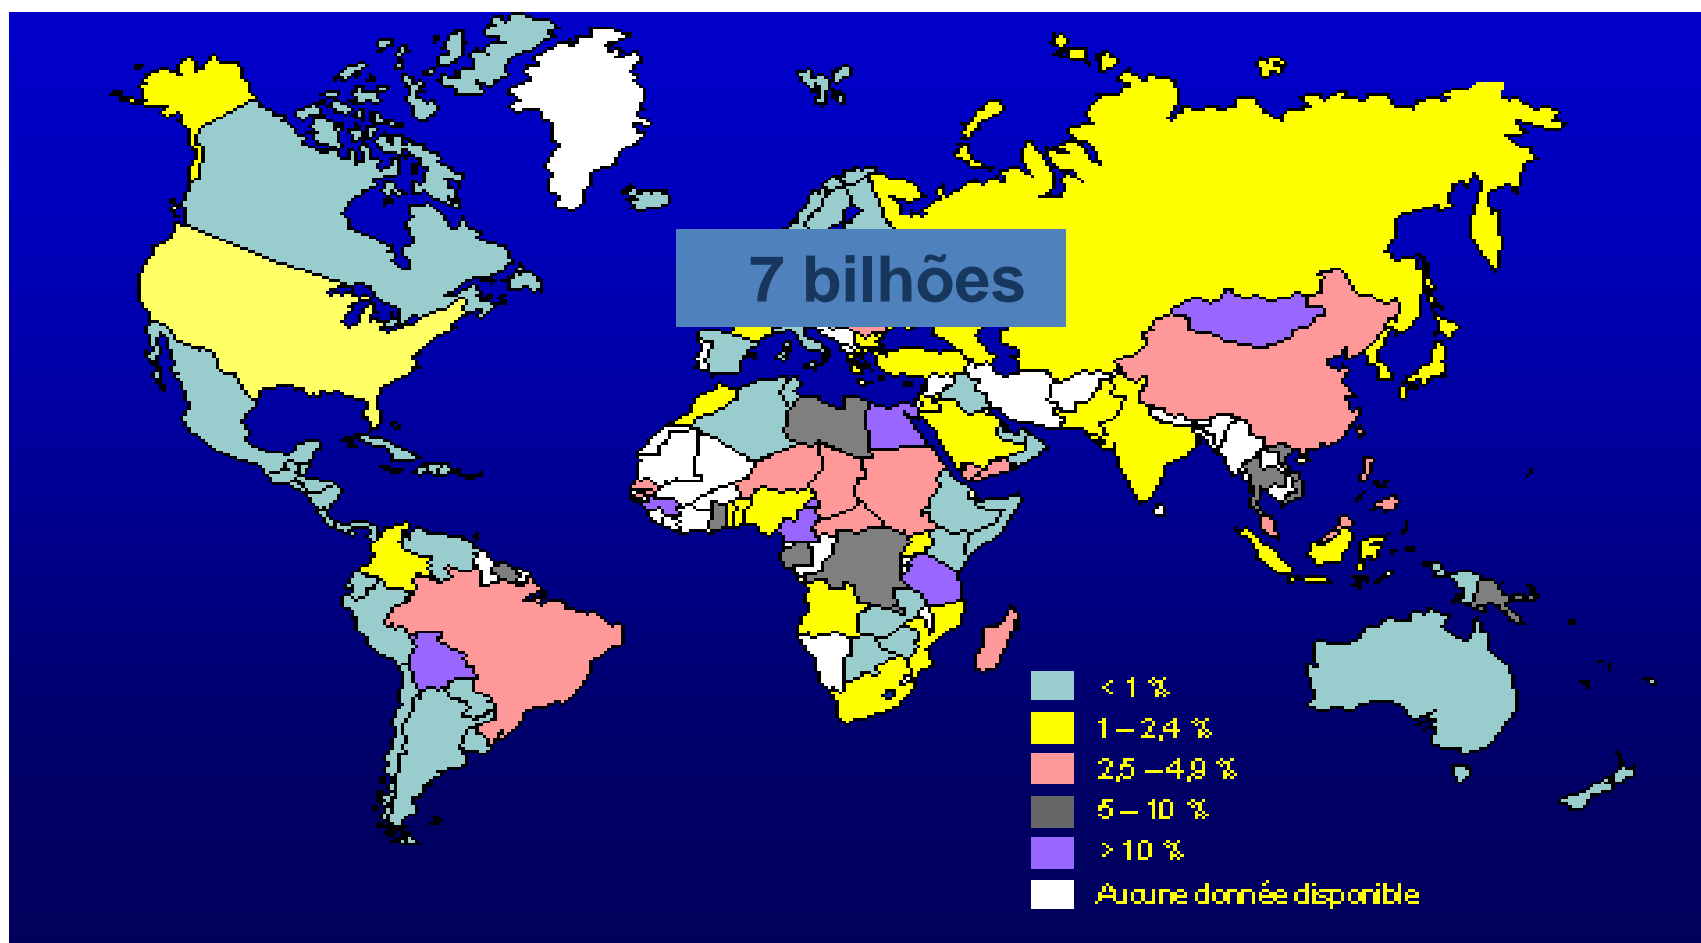 7 bilhões
< 1 %
1 – 2,4 %
2,5 – 4,9 %
5 – 10 %
> 10 %
Aucune donnée disponible